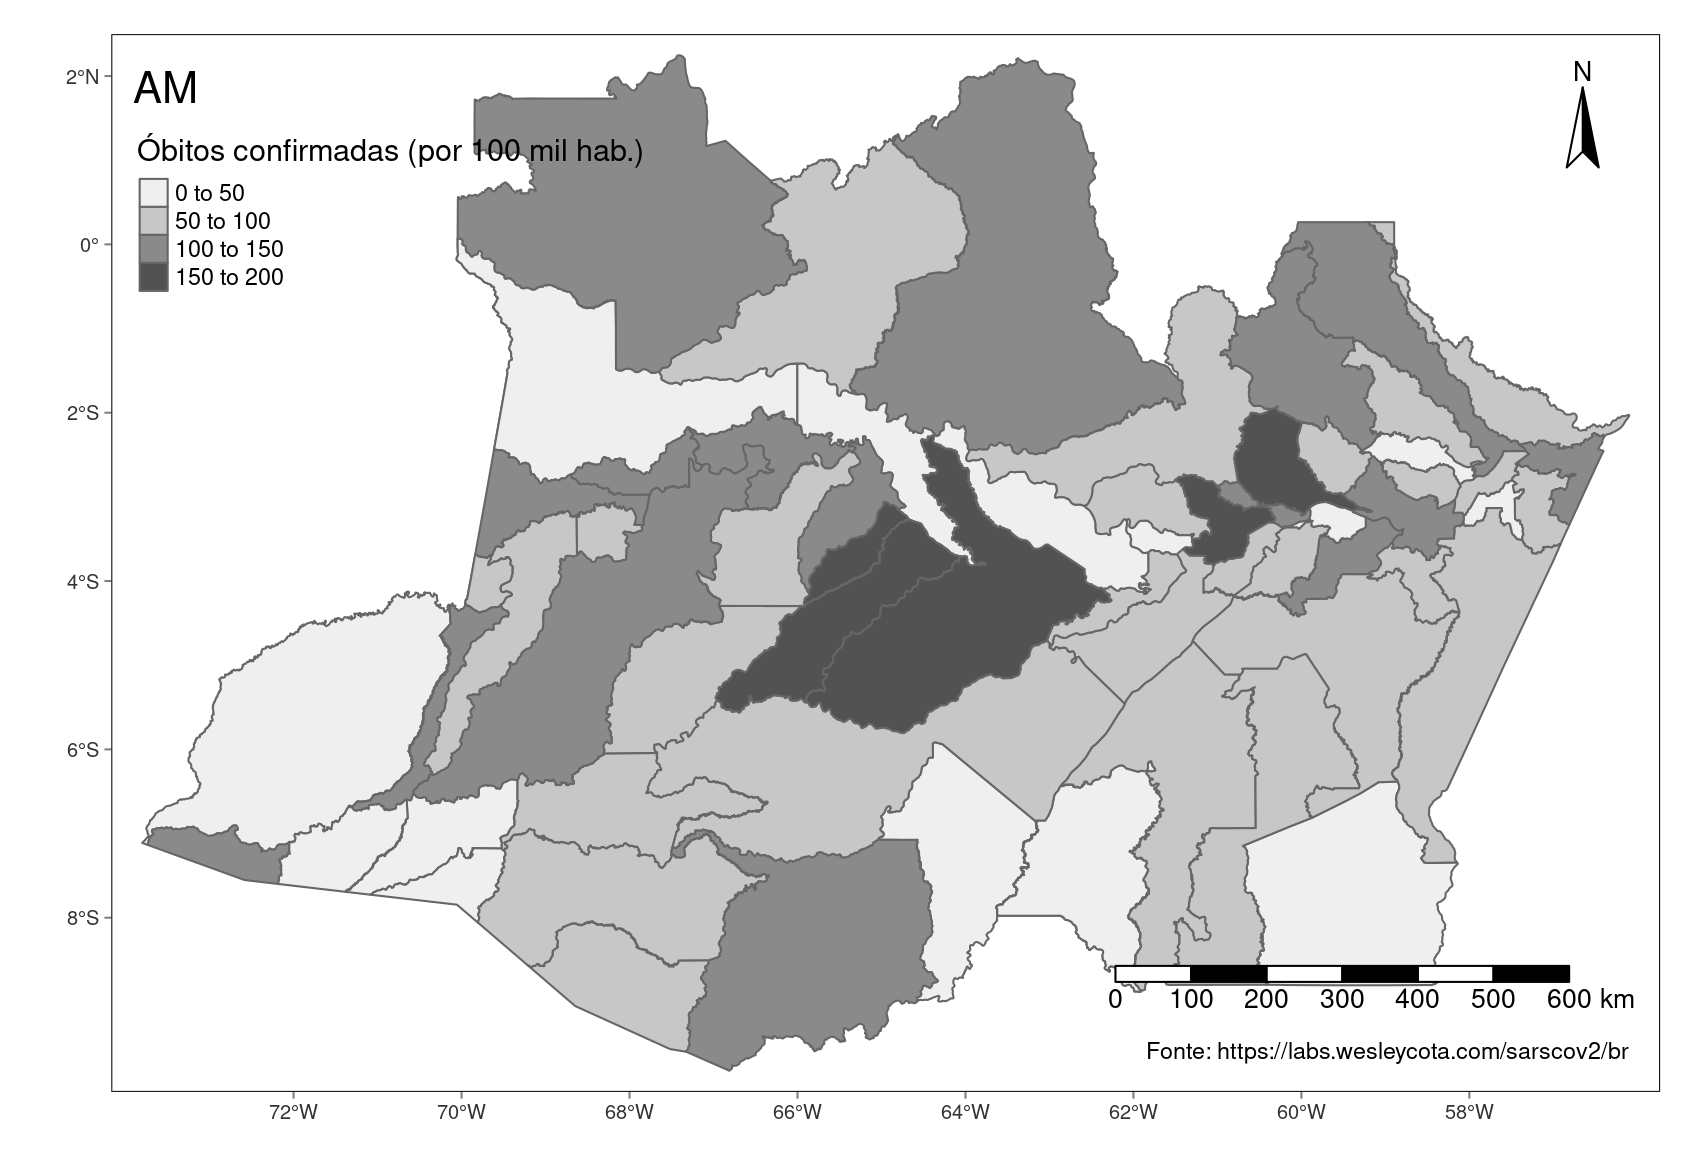 AM
N
Óbitos confirmadas (por 100 mil hab.)
0 to 50
50 to 100
100 to 150
150 to 200
2°N
0°
2°S
4°S
6°S
8°S
0 100 200 300 400 500 600 km
Fonte: https://labs.wesleycota.com/sarscov2/br
72°W 70°W 68°W 66°W 64°W 62°W 60°W 58°W